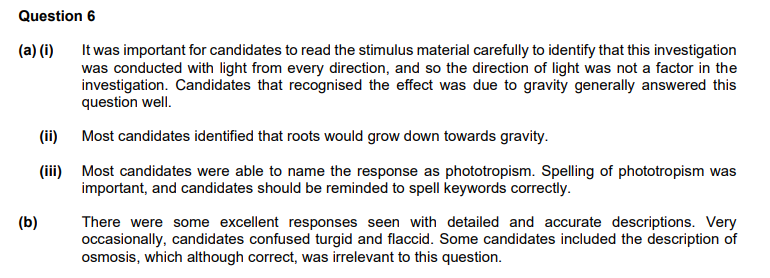 Question 6
(a) (i) It was important for candidates to read the stimulus material carefully to identify that this investigation
was conducted with light from every direction, and so the direction of light was not a factor in the
investigation. Candidates that recognised the effect was due to gravity generally answered this
question well.
(ii) Most candidates identified that roots would grow down towards gravity.
(iii) Most candidates were able to name the response as phototropism. Spelling of phototropism was
important, and candidates should be reminded to spell keywords correctly.
(b) There were some excellent responses seen with detailed and accurate descriptions. Very
occasionally, candidates confused turgid and flaccid. Some candidates included the description of
osmosis, which although correct, was irrelevant to this question.